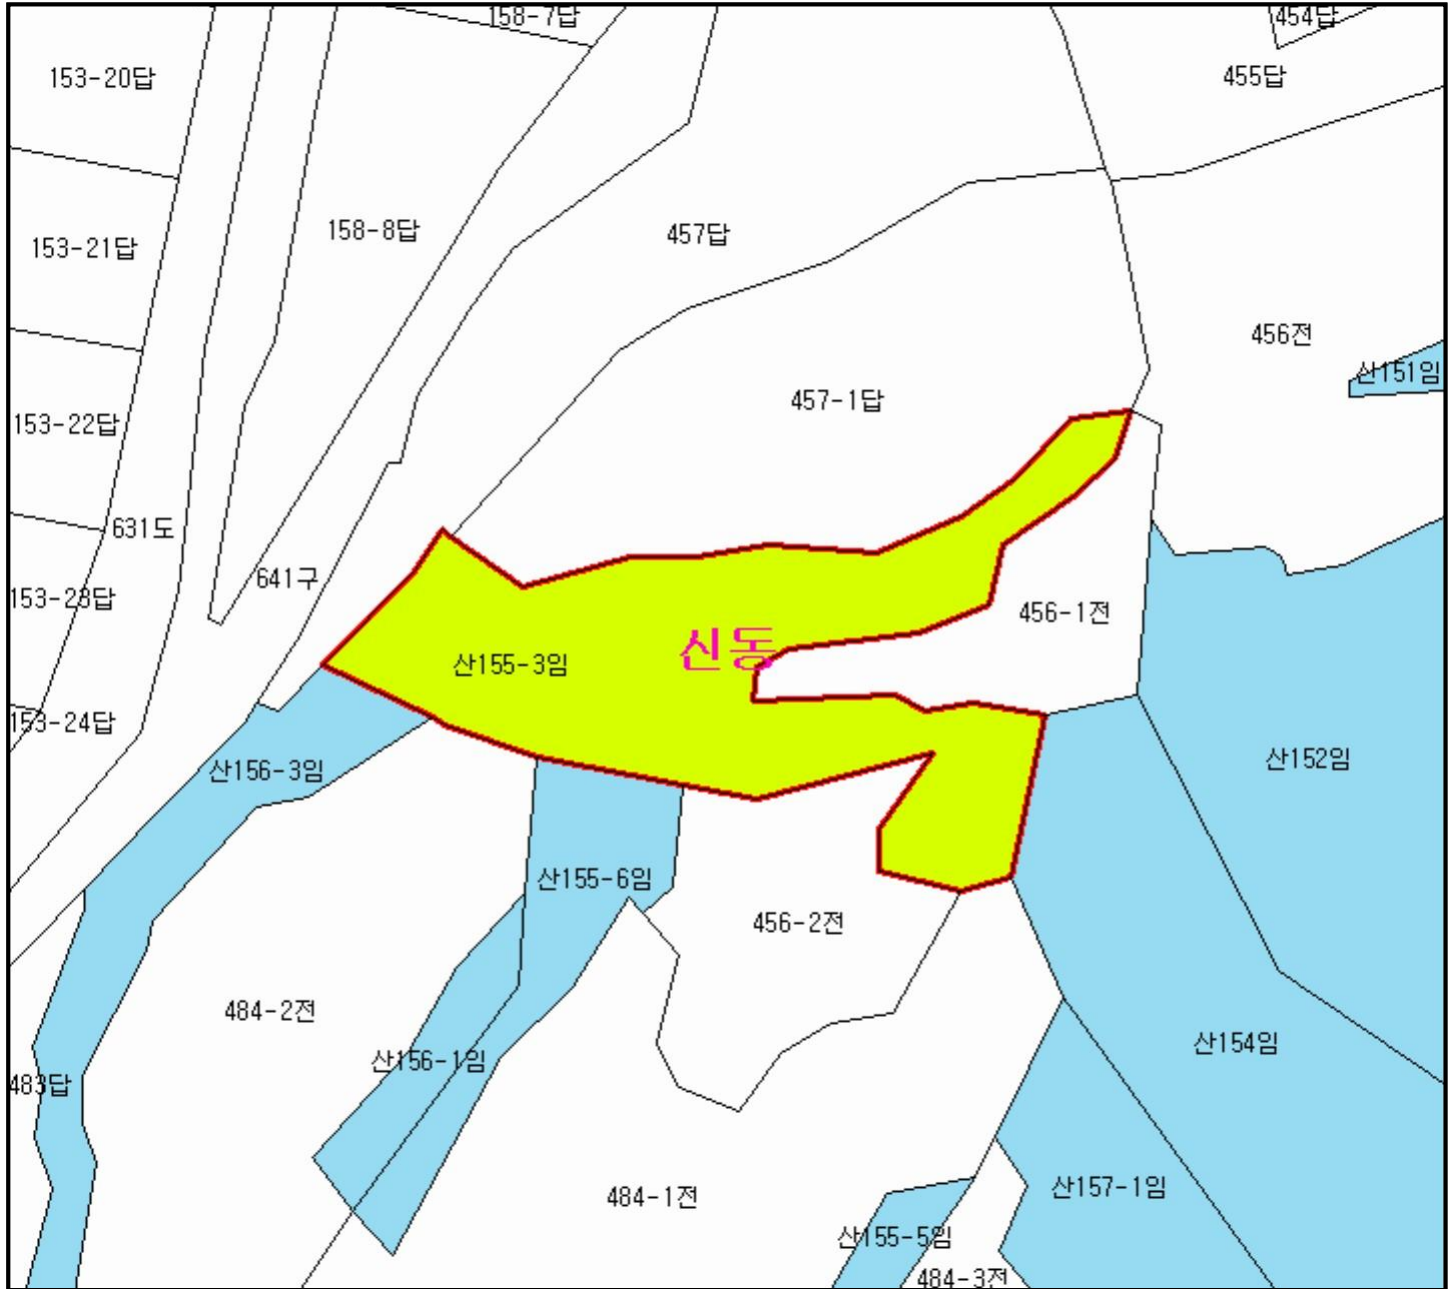 158-7답
454답
153-20답
455답
153-21답
158-8답
457답
456전
산151임
153-22답
457-1답
631도
641구
153-23답
456-1전
신동
산155-3임
153-24답
산156-3임
산152임
산155-6임
456-2전
484-2전
산154임
산156-1임
483답
484-1전
산157-1임
산155-5임
484-3전